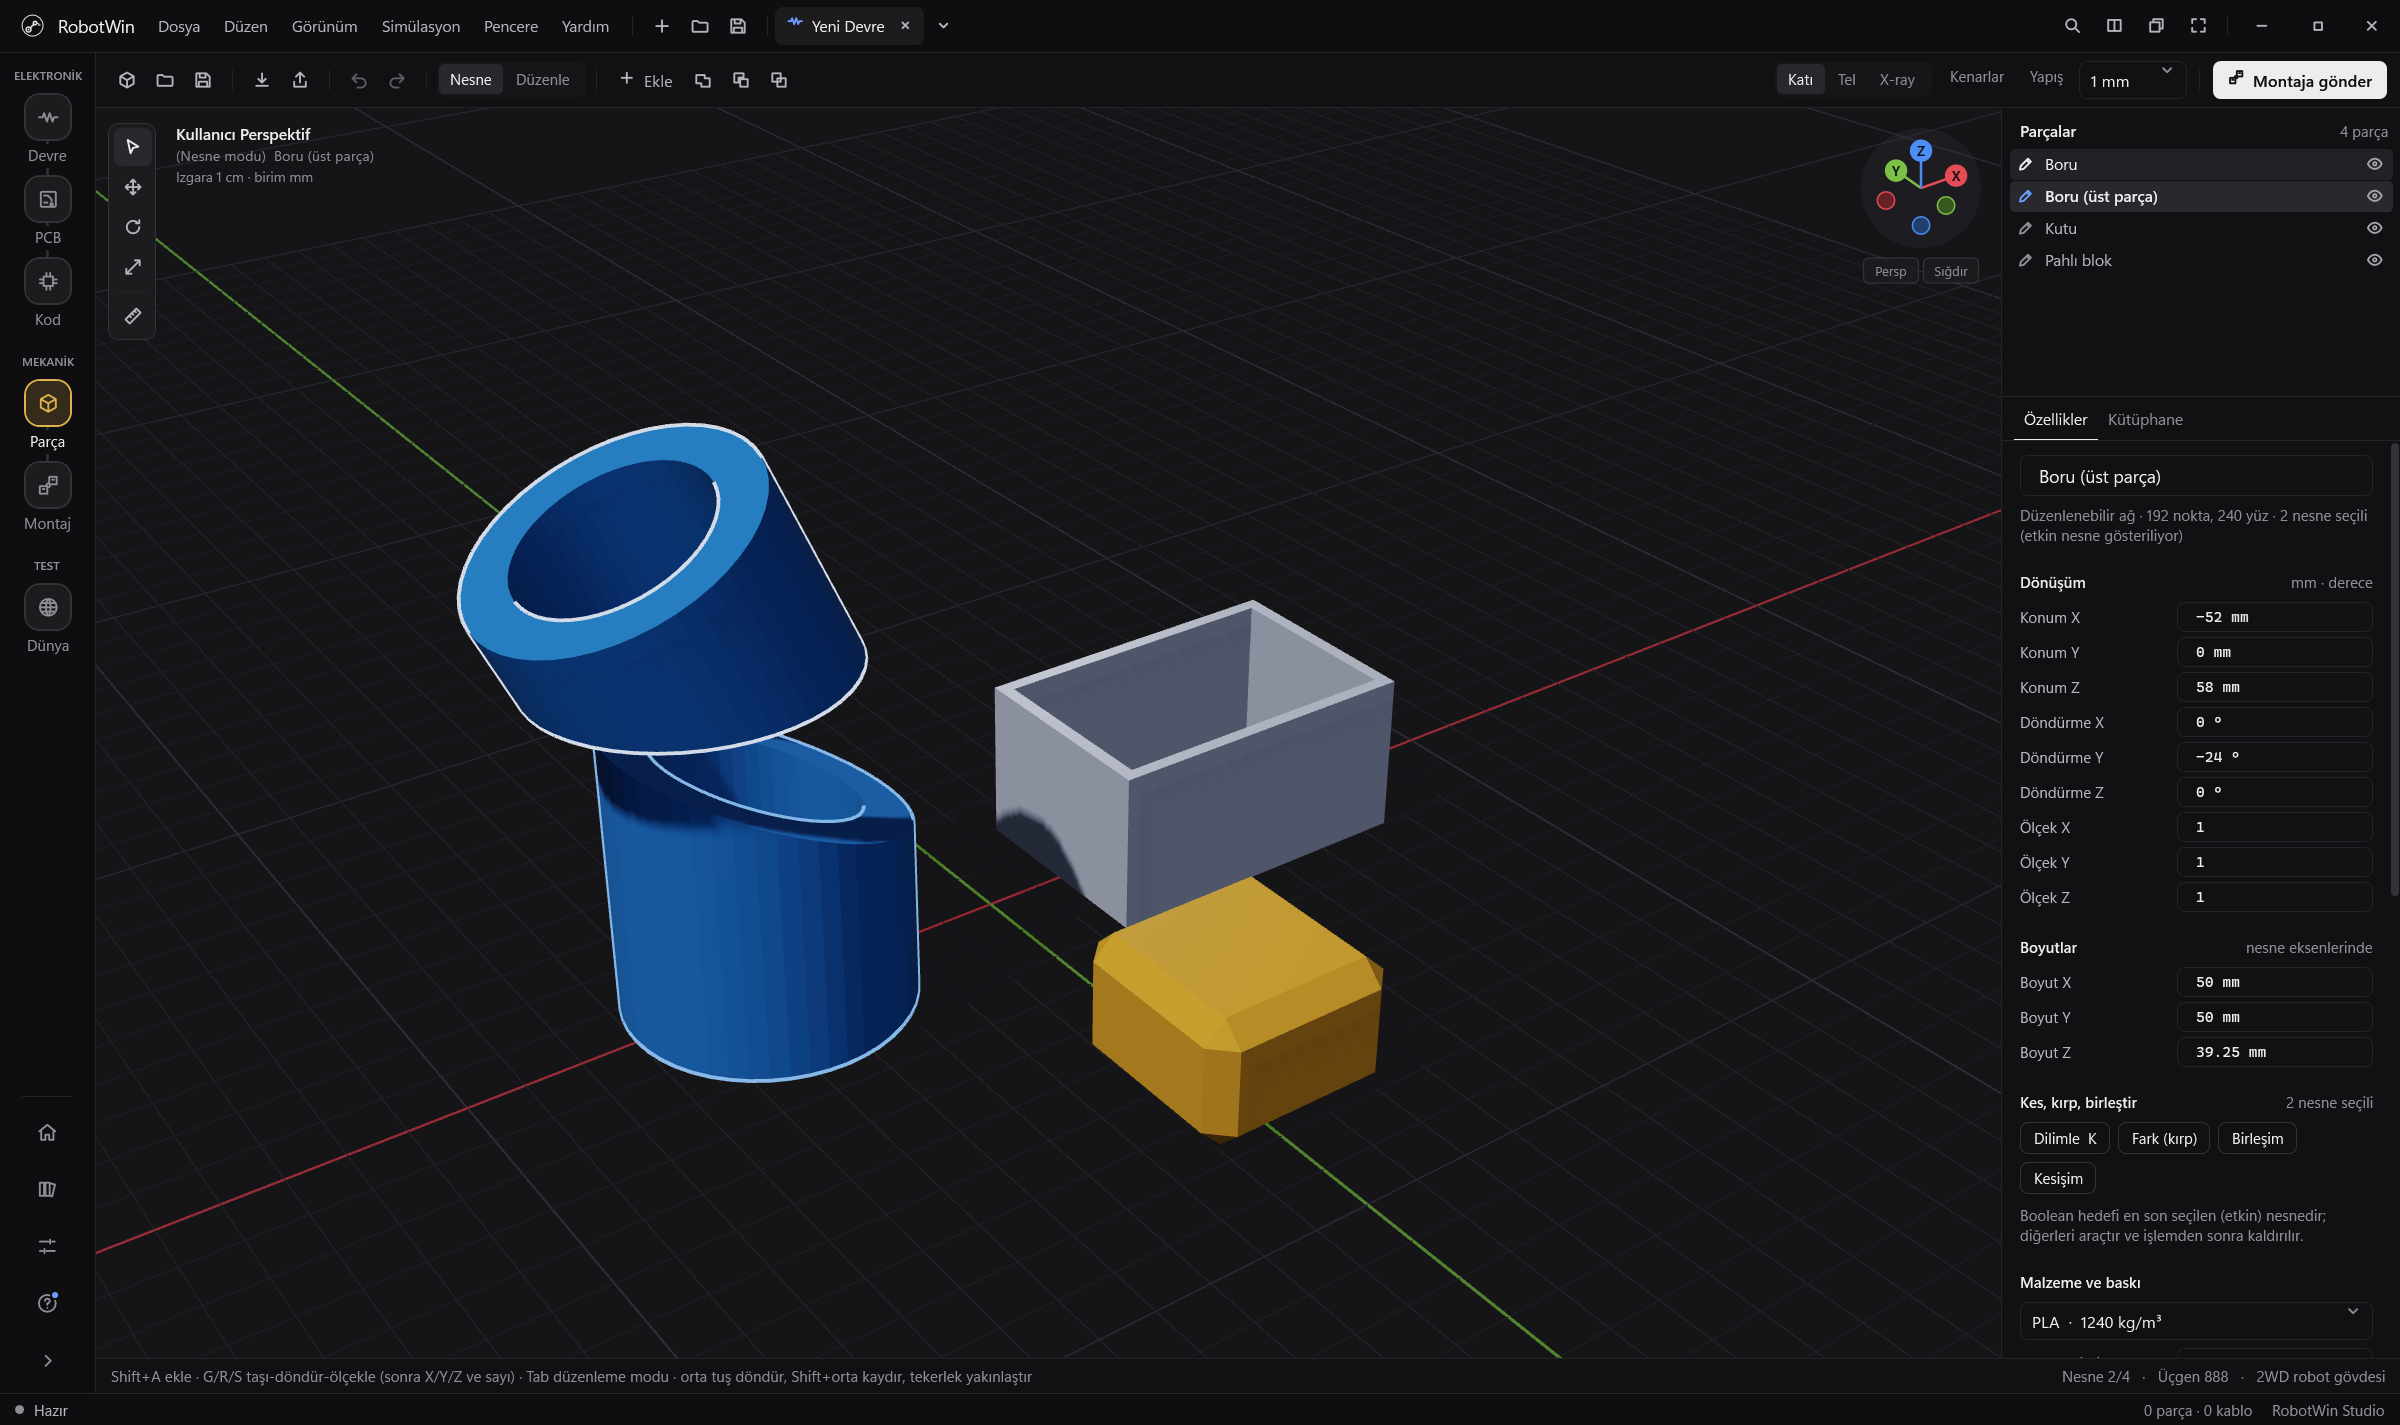 RobotWin Dosya Düzen Görünüm Simülasyon Pencere Yardım Yeni Devre
ELEKTRONİK
Devre
PCB
Kod
MEKANİK
Parça
Montaj
TEST
Dünya
Nesne Düzenle Ekle Katı Tel X-ray Kenarlar Yapış 1 mm Montaja gönder
Kullanıcı Perspektif
(Nesne modu) Boru (üst parça)
Izgara 1 cm · birim mm
Z
Y
X
Persp Sığdır
Parçalar 4 parça
Boru
Boru (üst parça)
Kutu
Pahlı blok
Özellikler Kütüphane
Boru (üst parça)
Düzenlenebilir ağ · 192 nokta, 240 yüz · 2 nesne seçili
(etkin nesne gösteriliyor)
Dönüşüm mm · derece
Konum X −52 mm
Konum Y 0 mm
Konum Z 58 mm
Döndürme X 0 °
Döndürme Y −24 °
Döndürme Z 0 °
Ölçek X 1
Ölçek Y 1
Ölçek Z 1
Boyutlar nesne eksenlerinde
Boyut X 50 mm
Boyut Y 50 mm
Boyut Z 39.25 mm
Kes, kırp, birleştir 2 nesne seçili
Dilimle K Fark (kırp) Birleşim
Kesişim
Boolean hedefi en son seçilen (etkin) nesnedir;
diğerleri araçtır ve işlemden sonra kaldırılır.
Malzeme ve baskı
PLA · 1240 kg/m³
Shift+A ekle · G/R/S taşı-döndür-ölçekle (sonra X/Y/Z ve sayı) · Tab düzenleme modu · orta tuş döndür, Shift+orta kaydır, tekerlek yakınlaştır
Nesne 2/4 · Üçgen 888 · 2WD robot gövdesi
Hazır
0 parça · 0 kablo RobotWin Studio